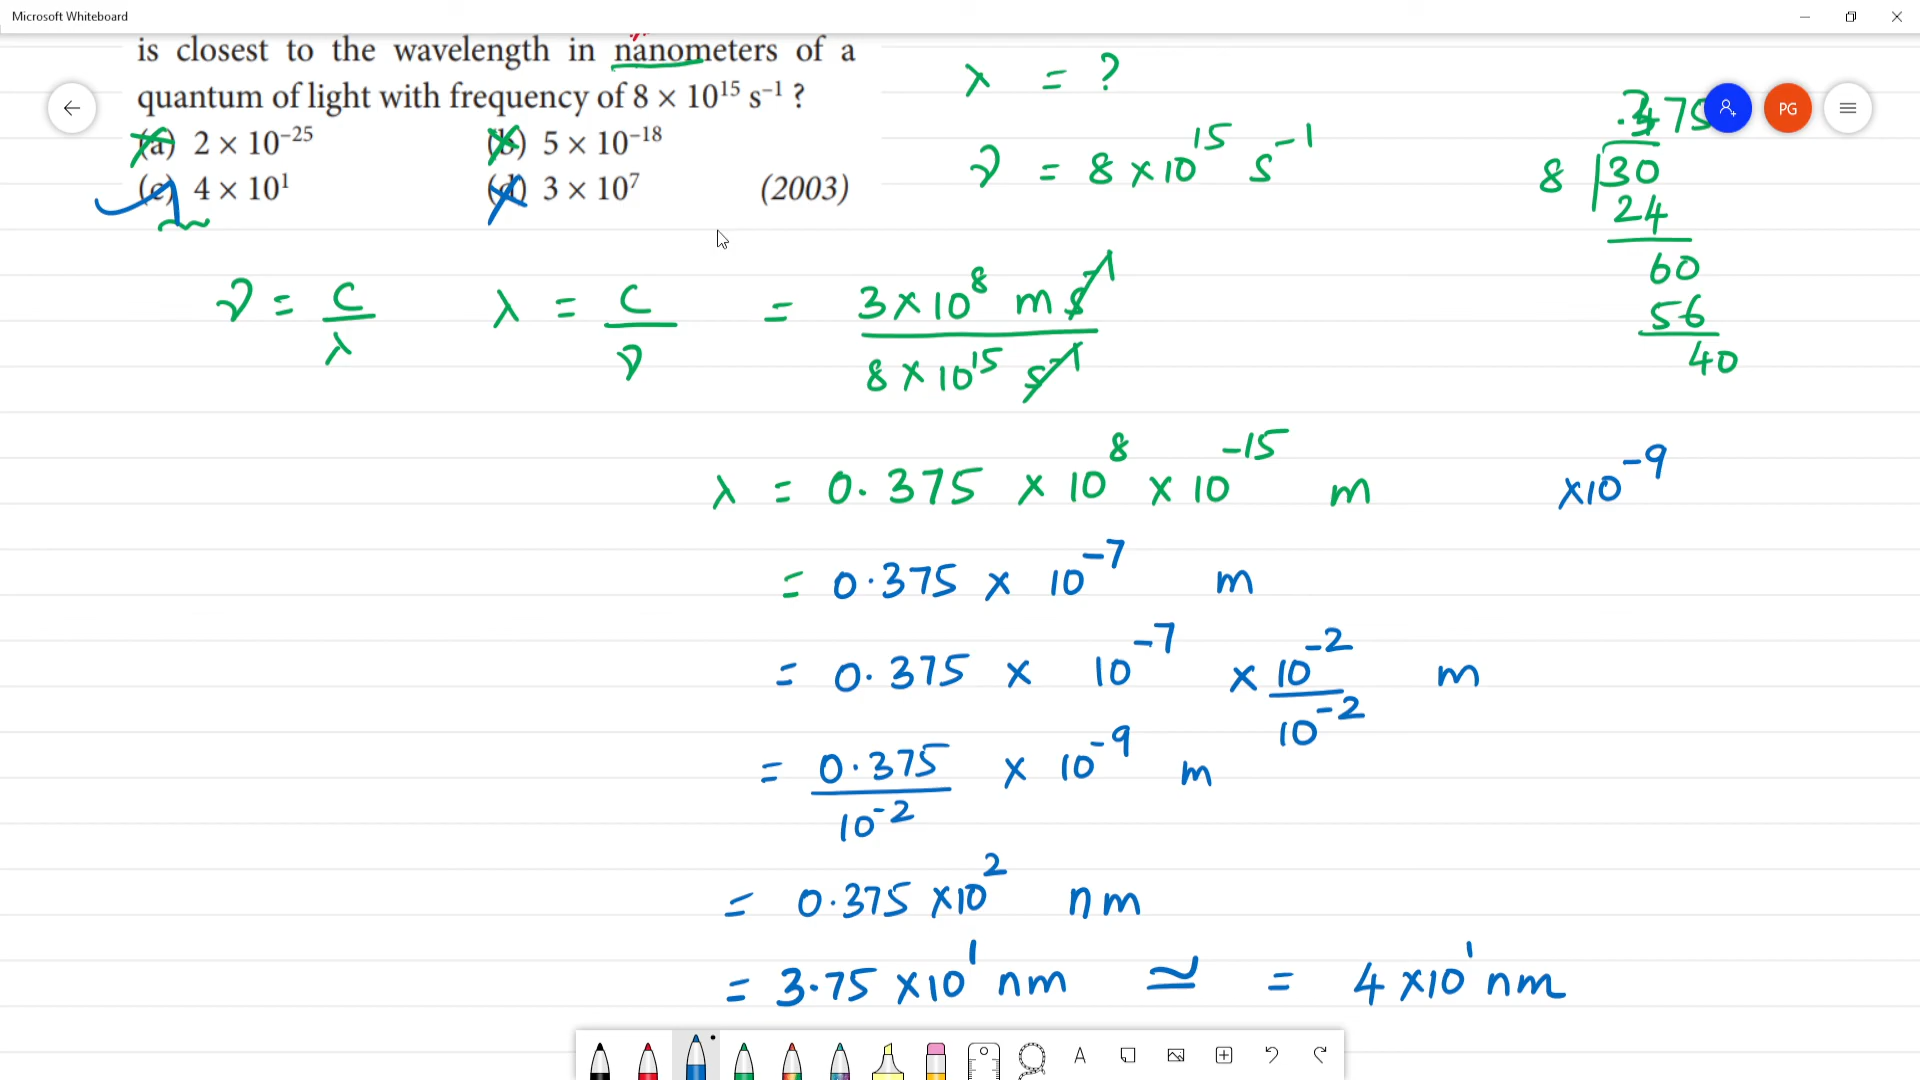 Microsoft Whiteboard
is closest to the wavelength in nanometers of a
quantum of light with frequency of 8 × 10¹⁵ s⁻¹ ?
(a) 2 × 10⁻²⁵ (b) 5 × 10⁻¹⁸
(c) 4 × 10¹ (d) 3 × 10⁷ (2003)
λ = ?
ν = 8 × 10¹⁵ s⁻¹
PG
.375
8 30
24
60
56
40
ν = c/λ λ = c/ν = 3 × 10⁸ m s⁻¹ / 8 × 10¹⁵ s⁻¹
λ = 0.375 × 10⁸ × 10⁻¹⁵ m ×10⁻⁹
= 0.375 × 10⁻⁷ m
= 0.375 × 10⁻⁷ × 10⁻²/10⁻² m
= 0.375/10⁻² × 10⁻⁹ m
= 0.375 ×10² nm
= 3.75 ×10¹ nm ≃ = 4 ×10¹ nm
A